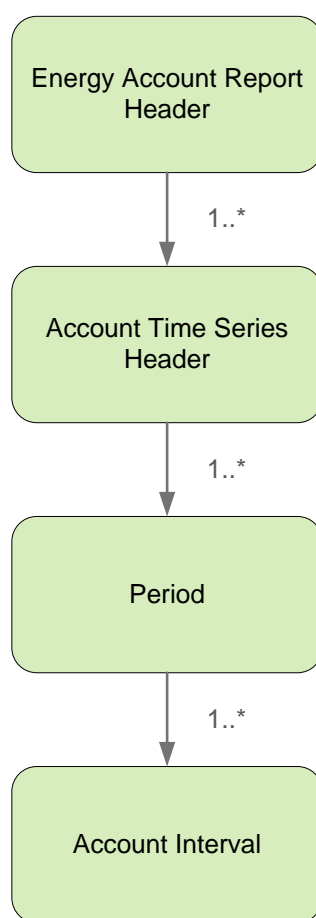 Energy Account Report
Header
1..*
Account Time Series
Header
1..*
Period
1..*
Account Interval